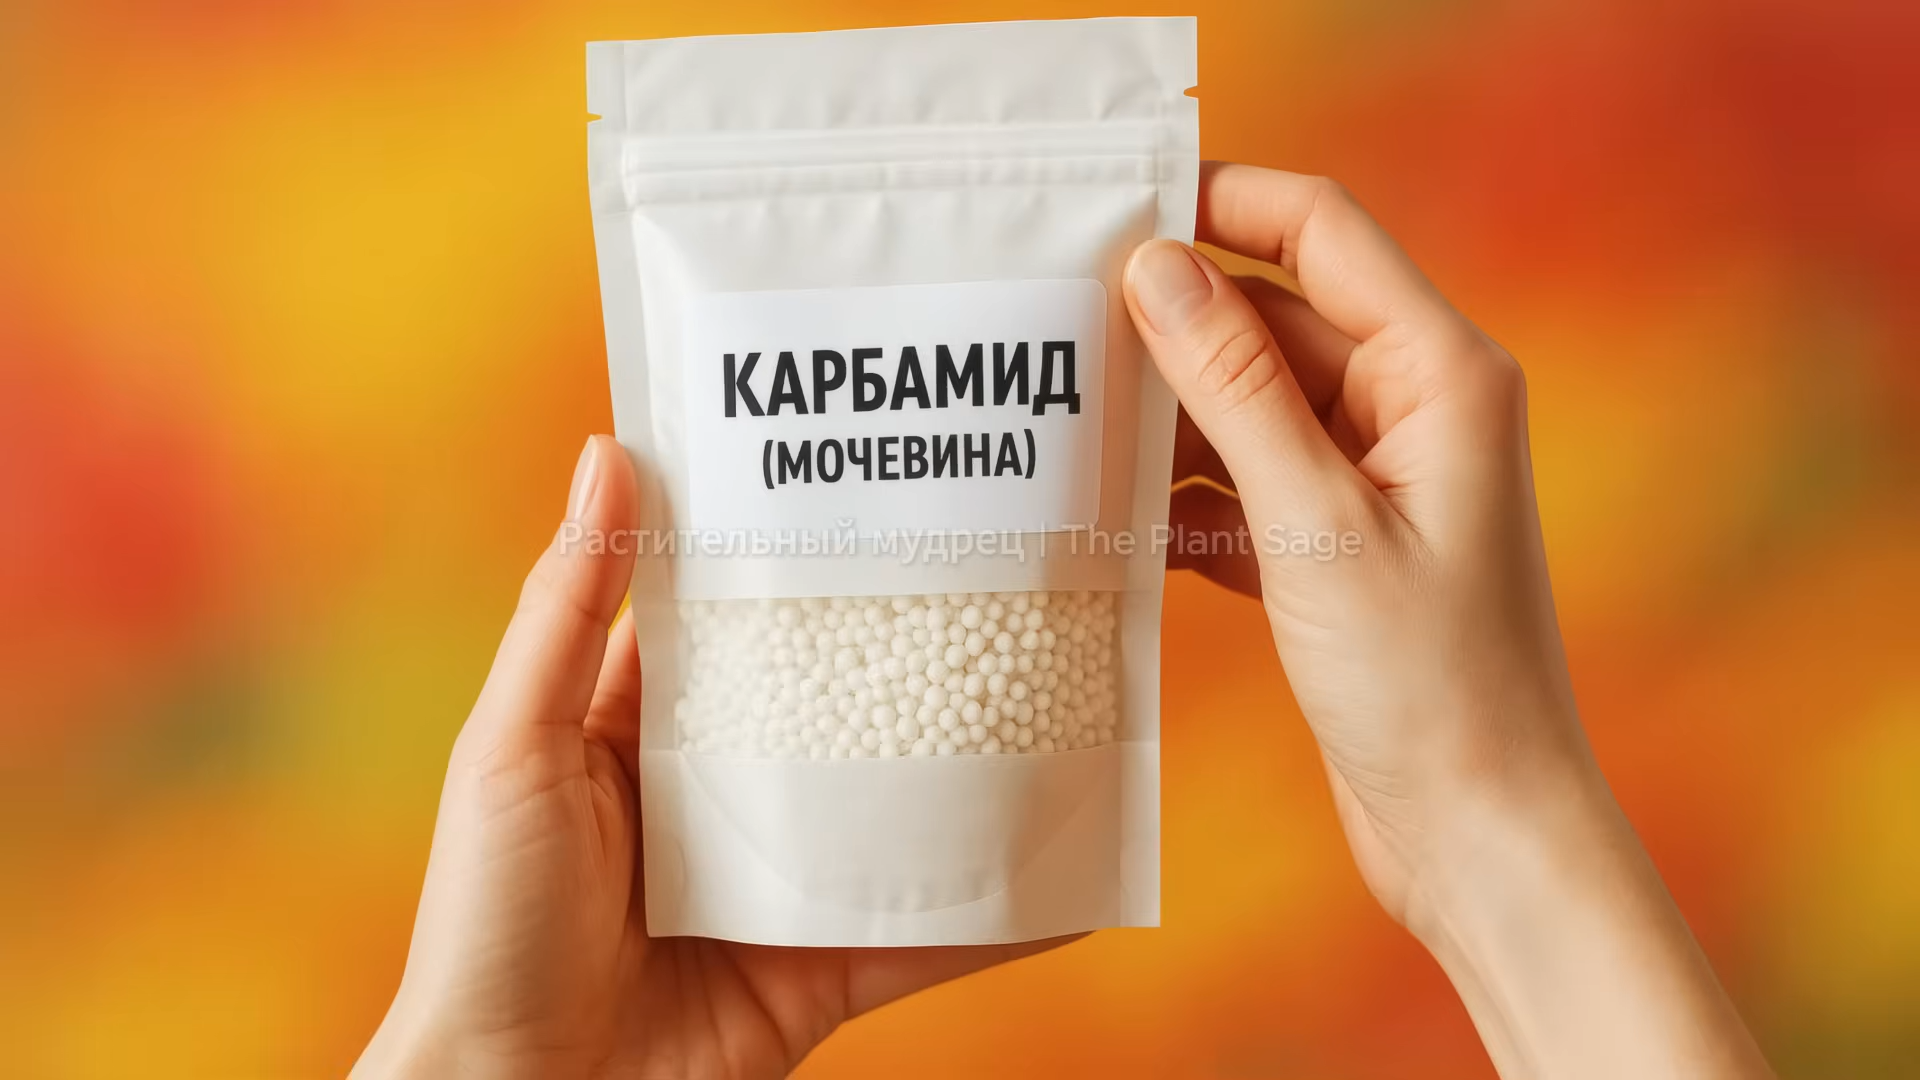 КАРБАМИД
(МОЧЕВИНА)
Растительный мудрец | The Plant Sage